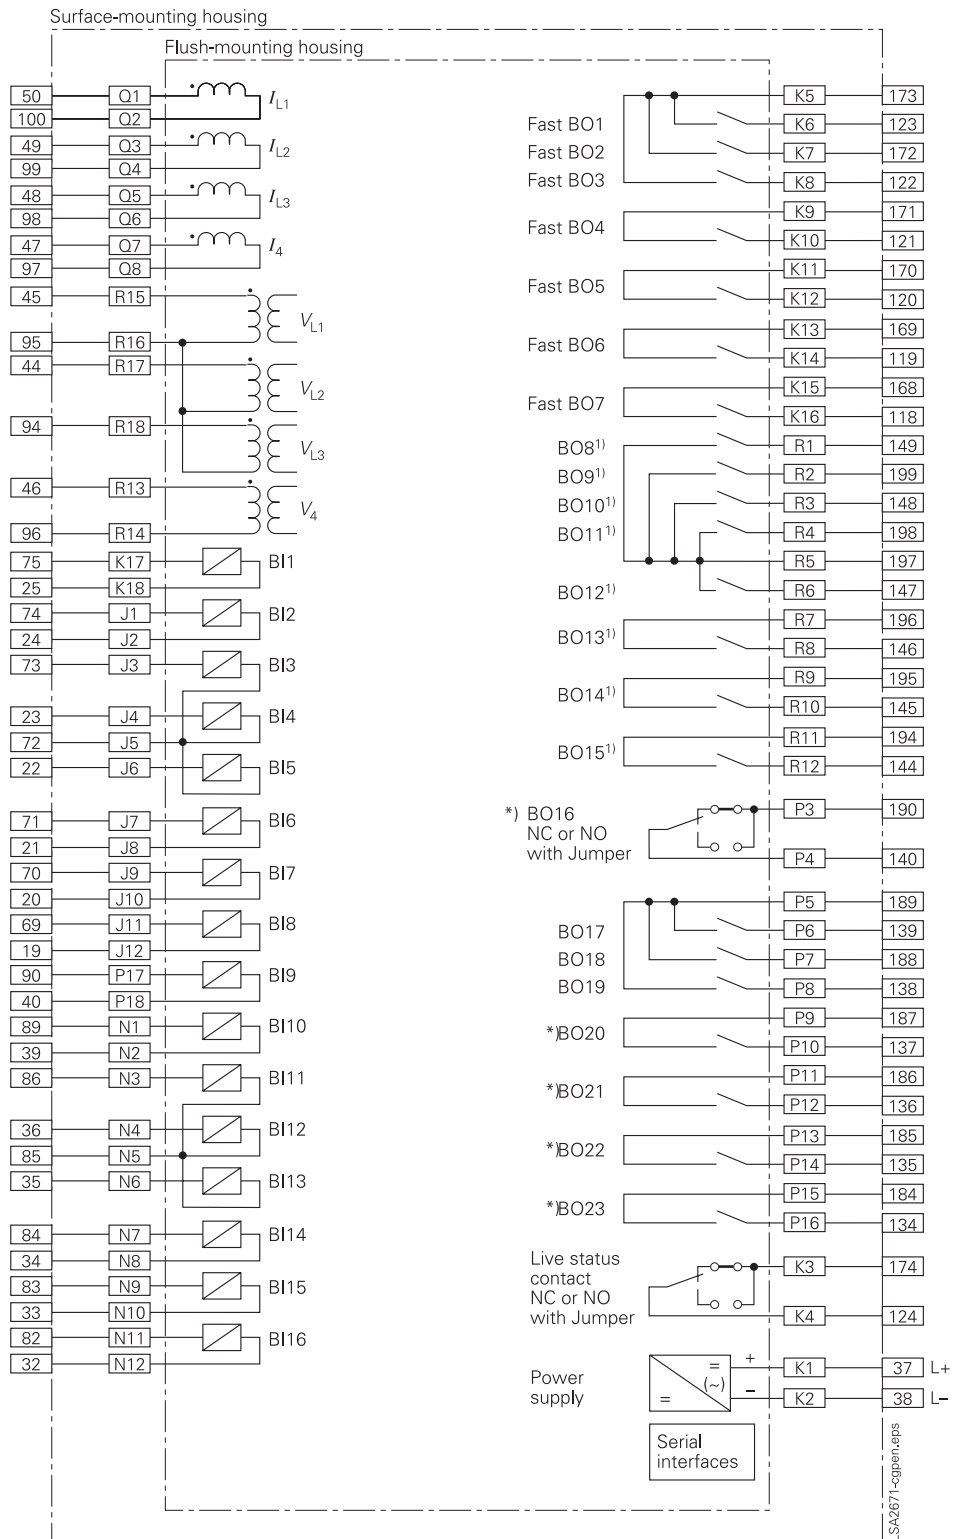 Surface-mounting housing
Flush-mounting housing
50 Q1 IL1
100 Q2
49 Q3 IL2
99 Q4
48 Q5 IL3
98 Q6
47 Q7 I4
97 Q8
45 R15
VL1
95 R16
44 R17
VL2
94 R18
VL3
46 R13
V4
96 R14
75 K17 BI1
25 K18
74 J1 BI2
24 J2
73 J3 BI3
23 J4 BI4
72 J5
22 J6 BI5
71 J7 BI6
21 J8
70 J9 BI7
20 J10
69 J11 BI8
19 J12
90 P17 BI9
40 P18
89 N1 BI10
39 N2
86 N3 BI11
36 N4 BI12
85 N5
35 N6 BI13
84 N7 BI14
34 N8
83 N9 BI15
33 N10
82 N11 BI16
32 N12
K5 173
Fast BO1 K6 123
Fast BO2 K7 172
Fast BO3 K8 122
K9 171
Fast BO4
K10 121
K11 170
Fast BO5
K12 120
K13 169
Fast BO6
K14 119
K15 168
Fast BO7
K16 118
BO8 1) R1 149
BO9 1) R2 199
BO10 1) R3 148
BO11 1) R4 198
R5 197
BO12 1) R6 147
R7 196
BO13 1)
R8 146
R9 195
BO14 1)
R10 145
R11 194
BO15 1)
R12 144
*) BO16 P3 190
NC or NO
with Jumper P4 140
P5 189
BO17 P6 139
BO18 P7 188
BO19 P8 138
P9 187
*)BO20
P10 137
P11 186
*)BO21
P12 136
P13 185
*)BO22
P14 135
P15 184
*)BO23
P16 134
Live status K3 174
contact
NC or NO
with Jumper K4 124
Power = (~) = + K1 37 L+
supply – K2 38 L–
Serial
interfaces
LSA2671-cgpen.eps